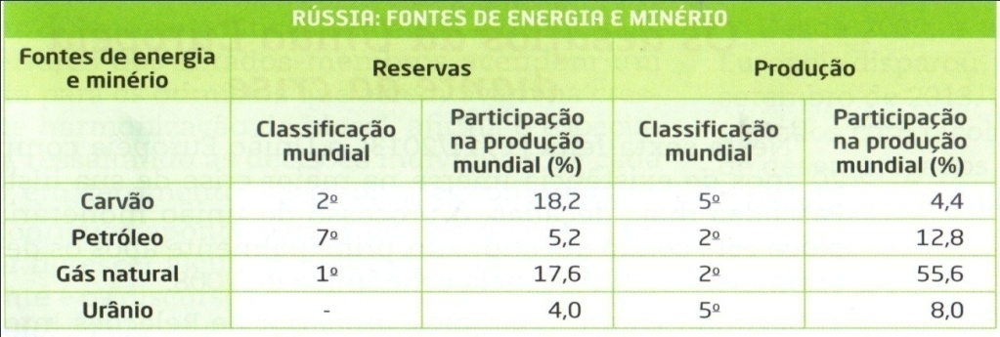 RÚSSIA: FONTES DE ENERGIA E MINÉRIO
Fontes de energia
e minério
Reservas
Produção
Classificação
mundial
Participação
na produção
mundial (%)
Classificação
mundial
Participação
na produção
mundial (%)
Carvão 2º 18,2 5º 4,4
Petróleo 7º 5,2 2º 12,8
Gás natural 1º 17,6 2º 55,6
Urânio - 4,0 5º 8,0